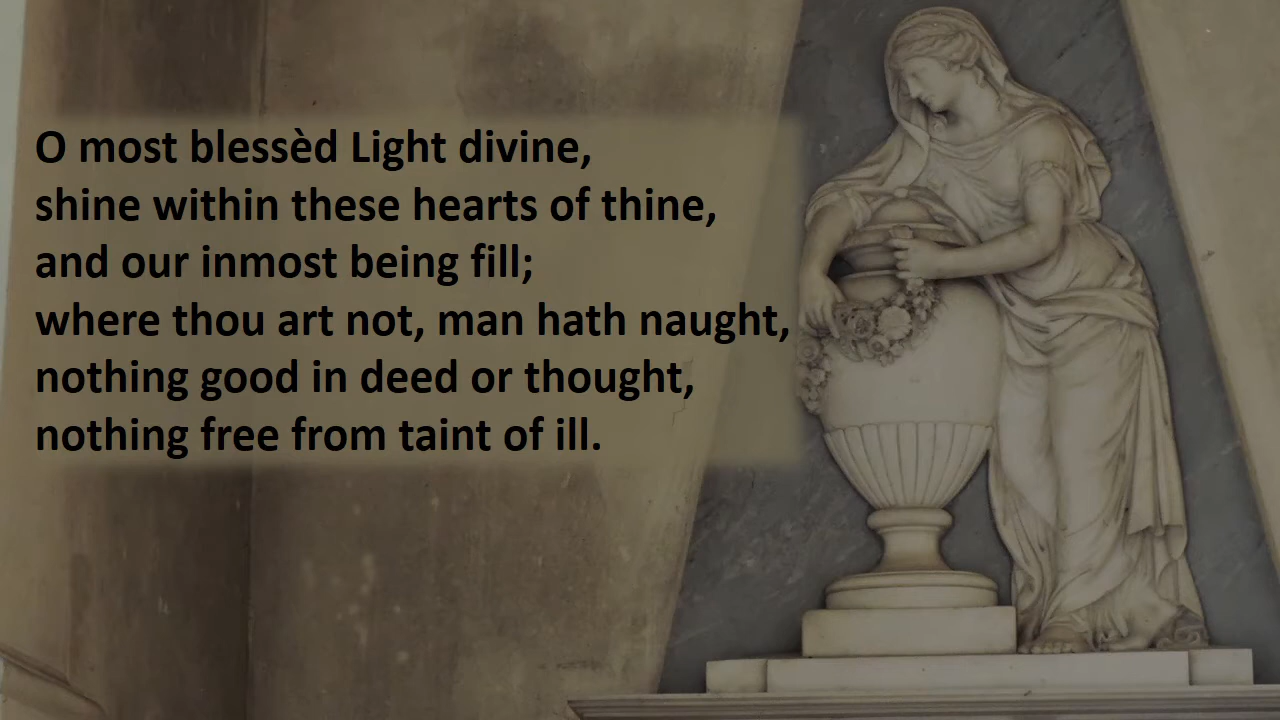 O most blessèd Light divine,
shine within these hearts of thine,
and our inmost being fill;
where thou art not, man hath naught,
nothing good in deed or thought,
nothing free from taint of ill.